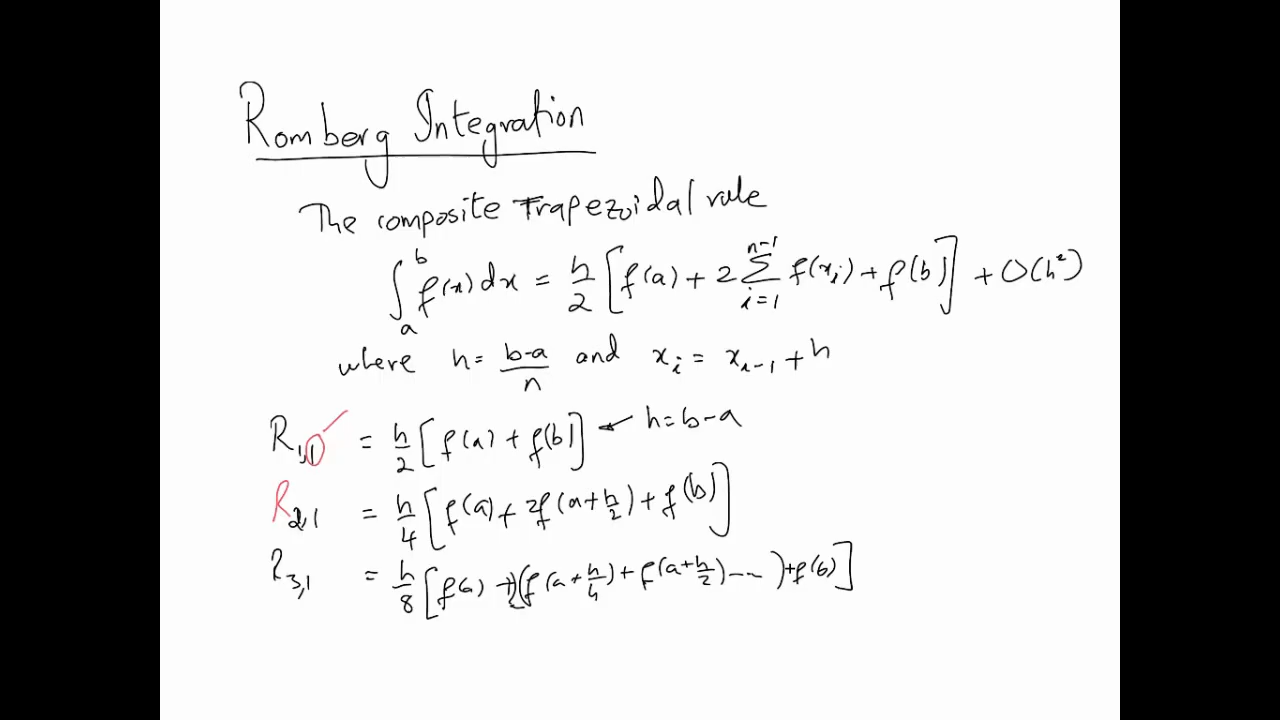 Romberg Integration
The composite Trapezoidal rule
∫_a^b f(x) dx = h/2 [f(a) + 2 Σ_{i=1}^{n-1} f(x_i) + f(b)] + O(h²)
where h = (b-a)/n and x_i = x_{i-1} + h
R_{1,1} = h/2 [f(a) + f(b)] ← h = b-a
R_{2,1} = h/4 [f(a) + 2f(a+h/2) + f(b)]
R_{3,1} = h/8 [f(a) + 2(f(a+h/4) + f(a+h/2) ----- ) + f(b)]